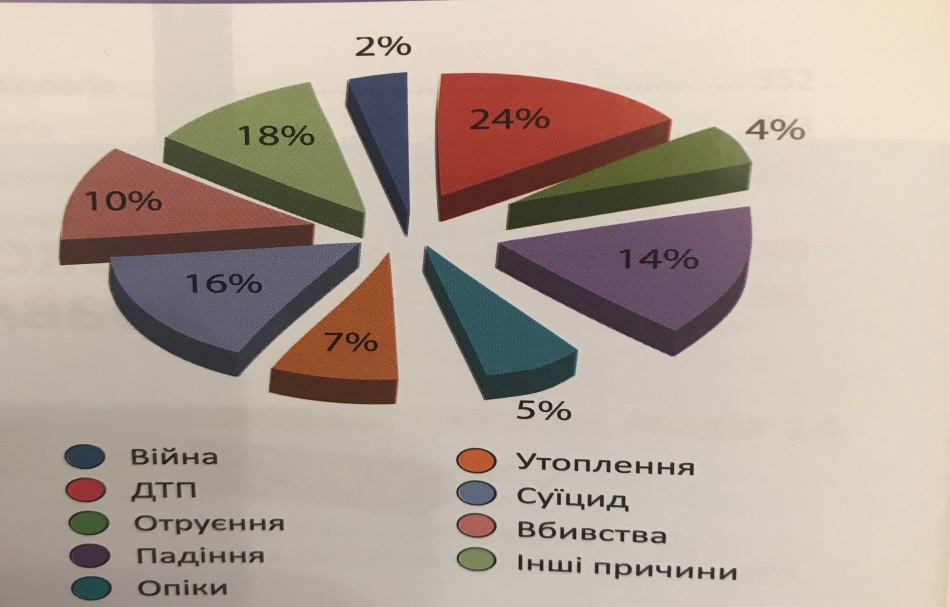 2%
24%
4%
18%
10%
14%
16%
7%
5%
Війна
ДТП
Отруєння
Падіння
Опіки
Утоплення
Суїцид
Вбивства
Інші причини